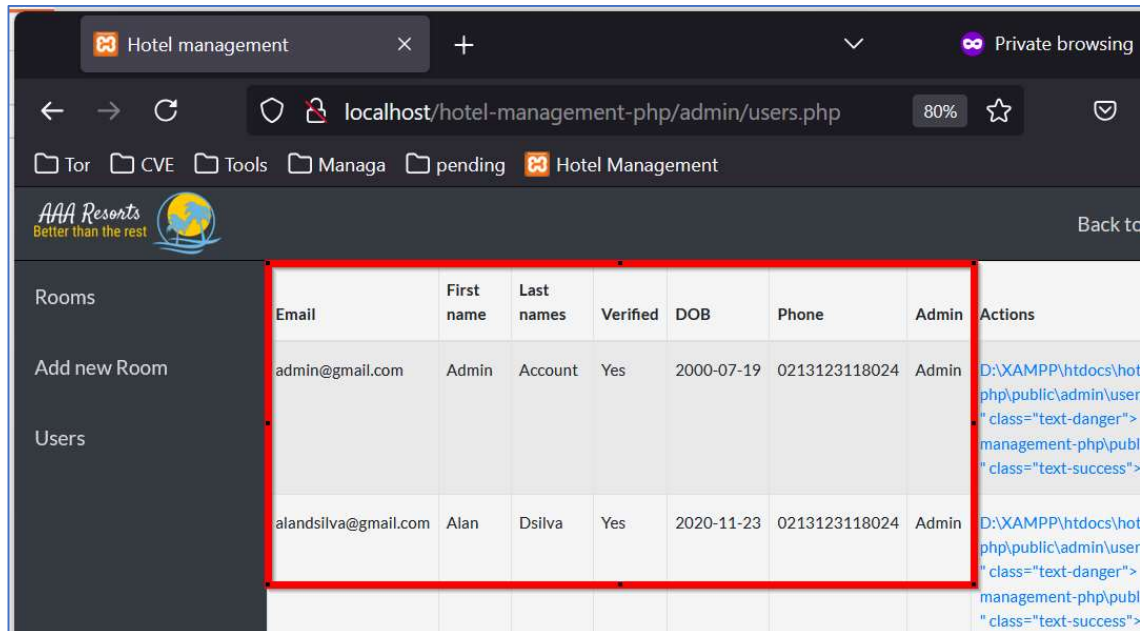 Hotel management
Private browsing
localhost/hotel-management-php/admin/users.php 80%
Tor CVE Tools Managa pending Hotel Management
AAA Resorts
Better than the rest
Back to
Rooms
Add new Room
Users
Email First name Last names Verified DOB Phone Admin Actions
admin@gmail.com Admin Account Yes 2000-07-19 0213123118024 Admin D:\XAMPP\htdocs\hot
php\public\admin\user
" class="text-danger">
management-php\publ
" class="text-success">
alandsilva@gmail.com Alan Dsilva Yes 2020-11-23 0213123118024 Admin D:\XAMPP\htdocs\hot
php\public\admin\user
" class="text-danger">
management-php\publ
" class="text-success">